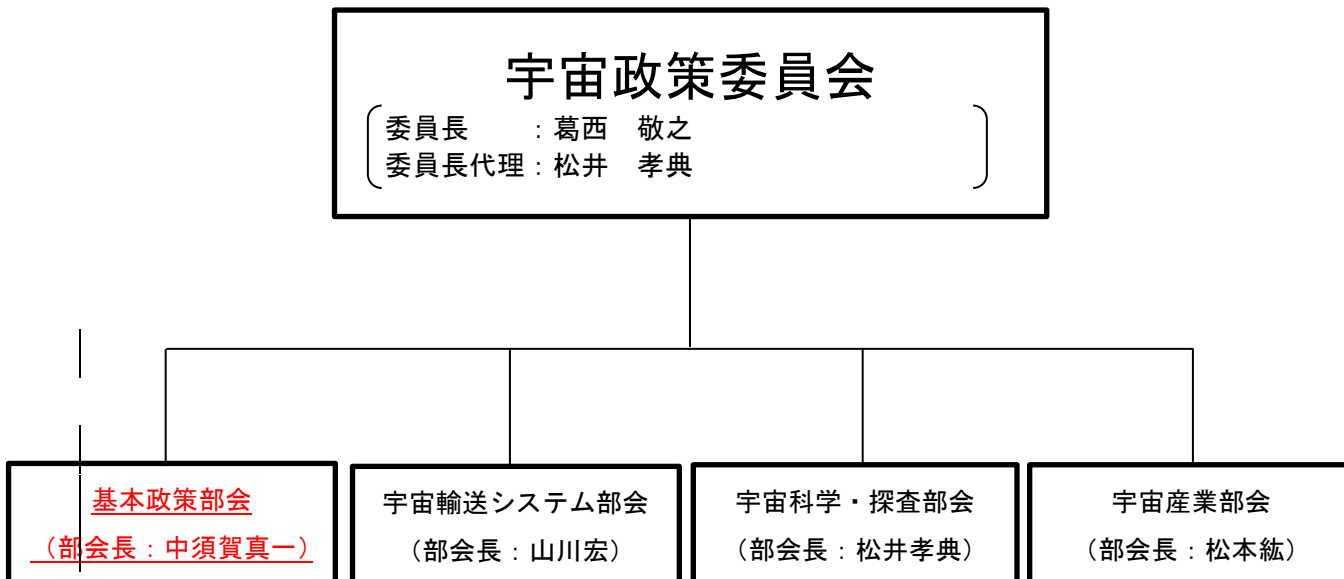 宇宙政策委員会
委員長　　：葛西　敬之
委員長代理：松井　孝典
基本政策部会
（部会長：中須賀真一）
宇宙輸送システム部会
（部会長：山川宏）
宇宙科学・探査部会
（部会長：松井孝典）
宇宙産業部会
（部会長：松本紘）